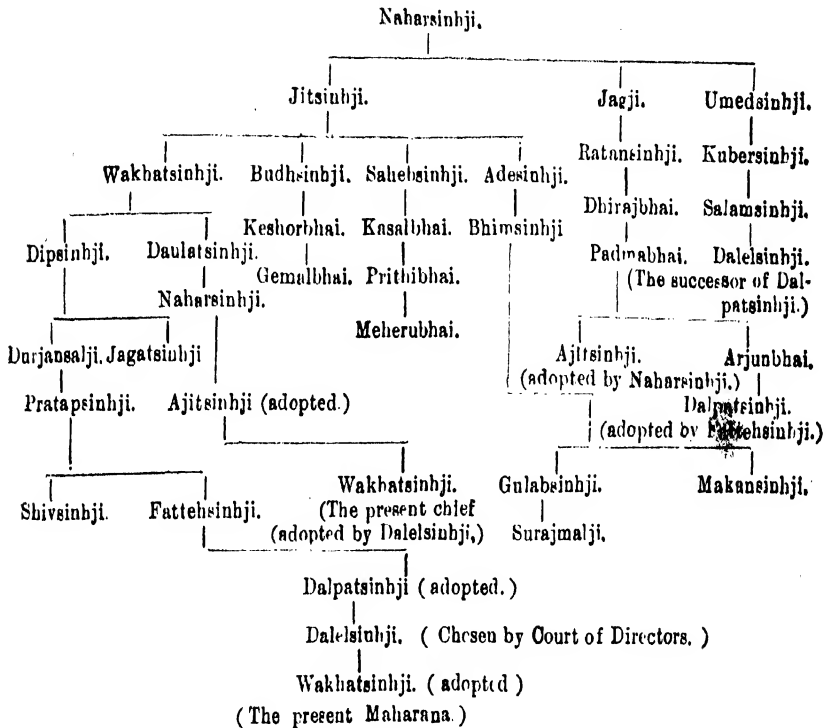 Naharsinhji.
Jitsinhji. Jagji. Umedsinhji.
Wakhatsinhji. Budhsinhji. Sahebsinhji. Adesinhji. Ratansinhji. Kubersinhji.
Dipsinhji. Daulatsinhji. Keshorbhai. Kasalbhai. Bhimsinhji Dhirajbhai. Salamsinhji.
Naharsinhji. Gemalbhai. Prithibhai. Padmabhai. Dalelsinhji.
(The successor of Dal-
patsinhji.)
Meherubhai.
Durjansalji. Jagatsinhji Ajitsinhji. Arjunbhai.
(adopted by Naharsinhji.)
Pratapsinhji. Ajitsinhji (adopted.) Dalpatsinhji.
(adopted by Fattehsinhji.)
Shivsinhji. Fattehsinhji. Wakhatsinhji. Gulabsinhji. Makansinhji.
(The present chief
(adopted by Dalelsinhji,) Surajmalji.
Dalpatsinhji (adopted.)
Dalelsinhji. (Chosen by Court of Directors.)
Wakhatsinhji. (adopted)
(The present Maharana.)